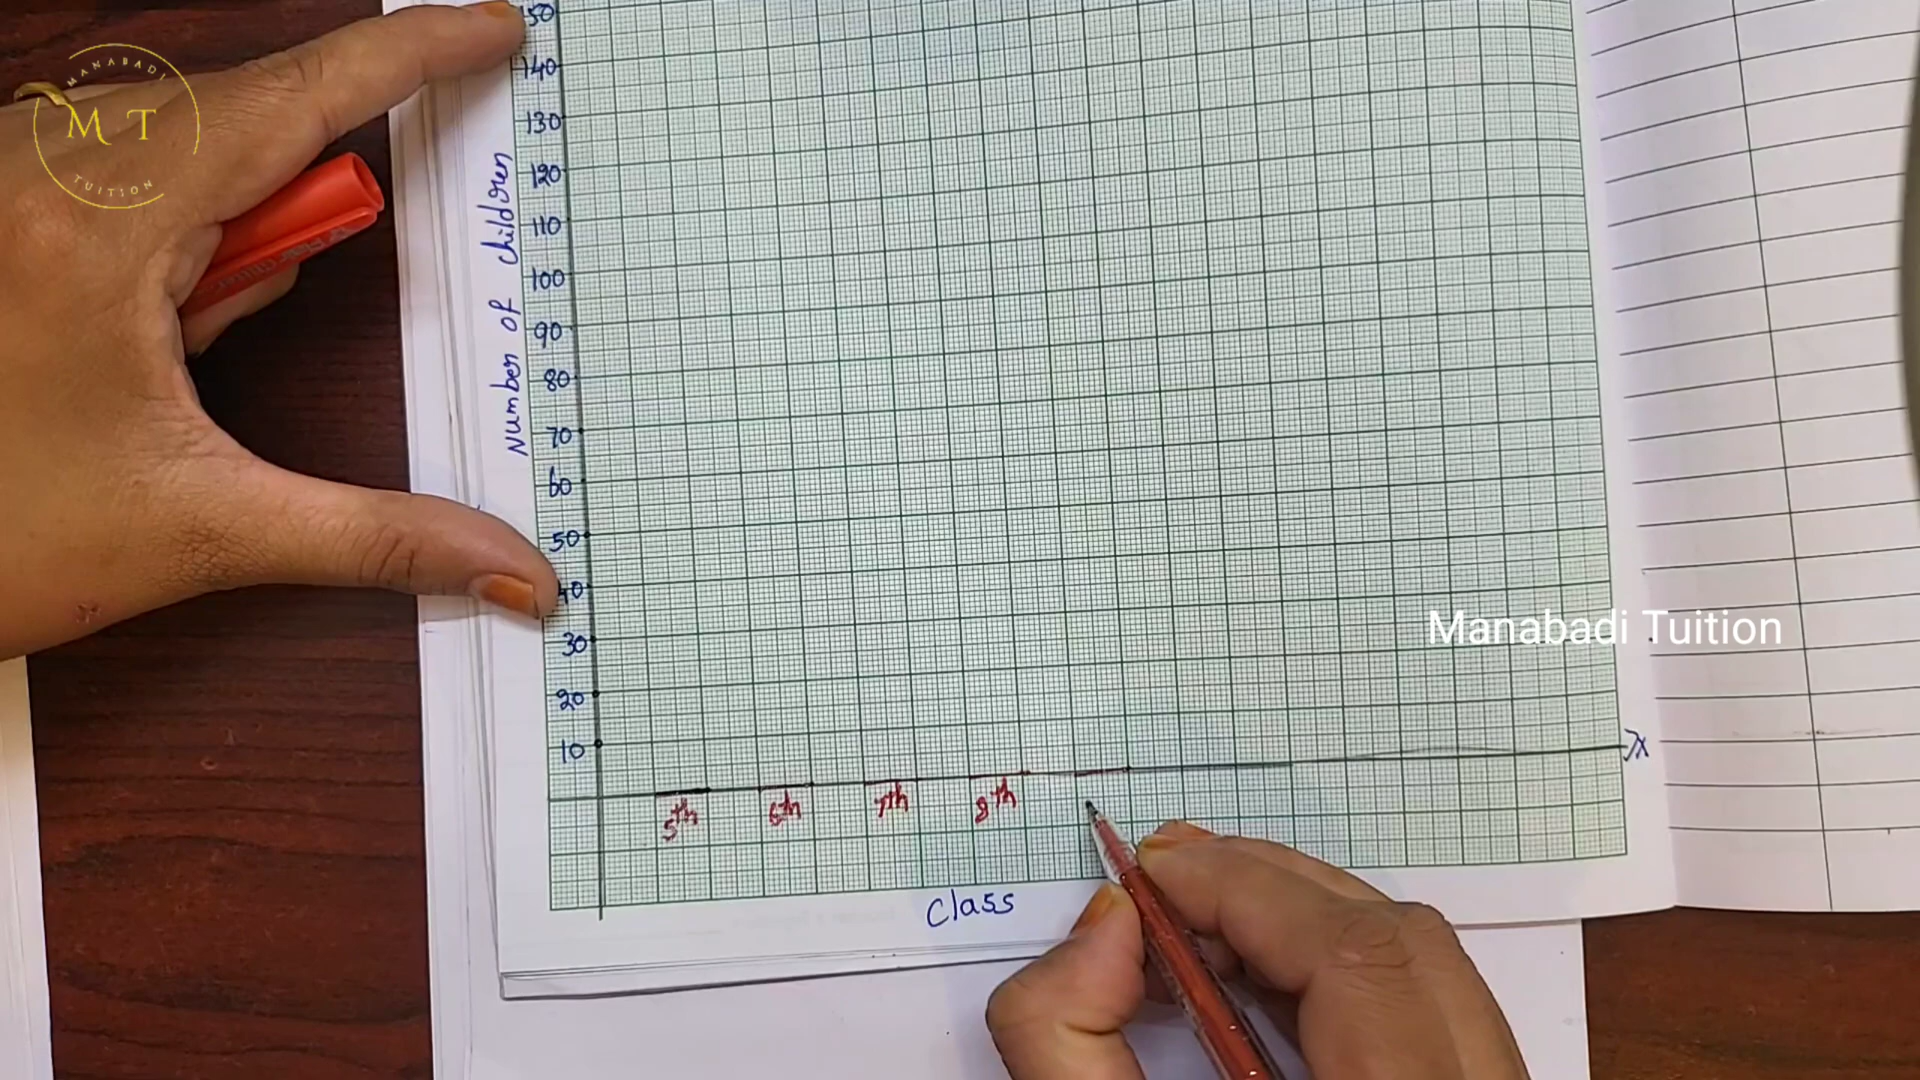 MANABADI
M T
TUITION
150
140
130
120
110
100
90
80
70
60
50
40
30
20
10
Number of children
5th 6th 7th 8th
X
Class
Manabadi Tuition